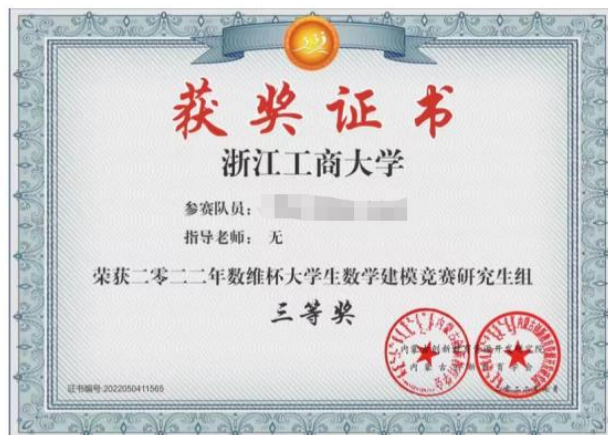 获奖证书
浙江工商大学
参赛队员：
指导老师： 无
荣获二零二二年数维杯大学生数学建模竞赛研究生组
三等奖
证书编号:2022050411565